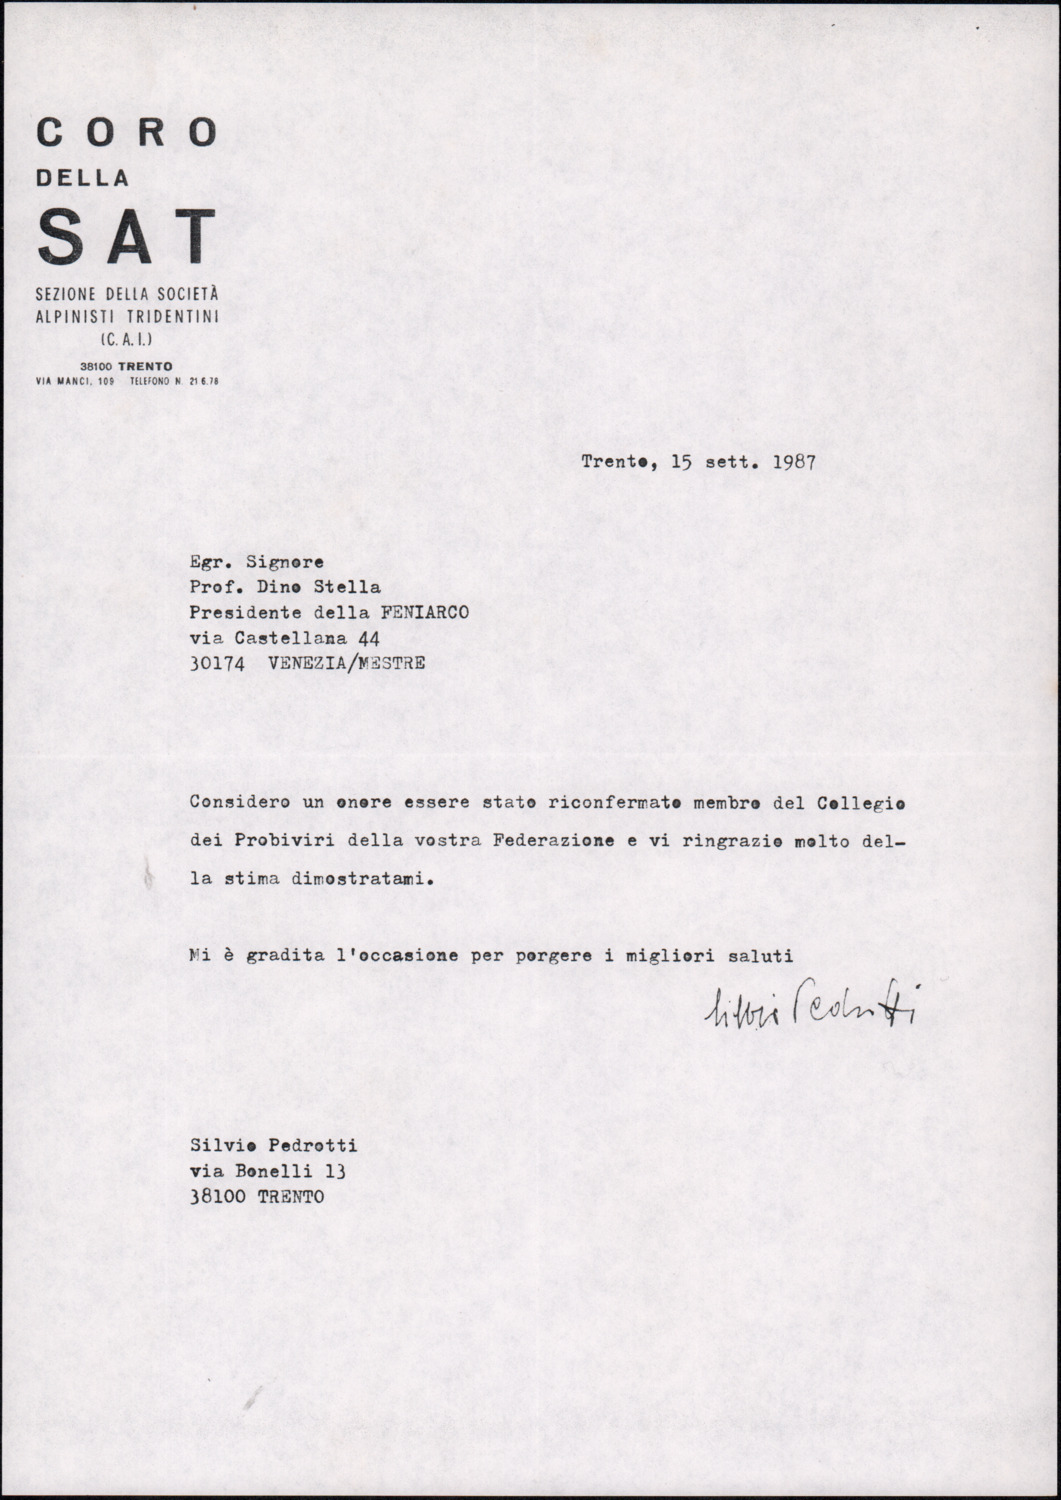 CORO
DELLA
SAT
SEZIONE DELLA SOCIETÀ
ALPINISTI TRIDENTINI
(C. A. I.)
38100 TRENTO
VIA MANCI, 109 TELEFONO N. 21 6.78
Trento, 15 sett. 1987
Egr. Signore
Prof. Dino Stella
Presidente della FENIARCO
via Castellana 44
30174 VENEZIA/MESTRE
Considero un onore essere stato riconfermato membro del Collegio
dei Probiviri della vostra Federazione e vi ringrazio molto del-
la stima dimostratami.
Mi è gradita l'occasione per porgere i migliori saluti
Silvio Pedrotti
Silvio Pedrotti
via Bonelli 13
38100 TRENTO